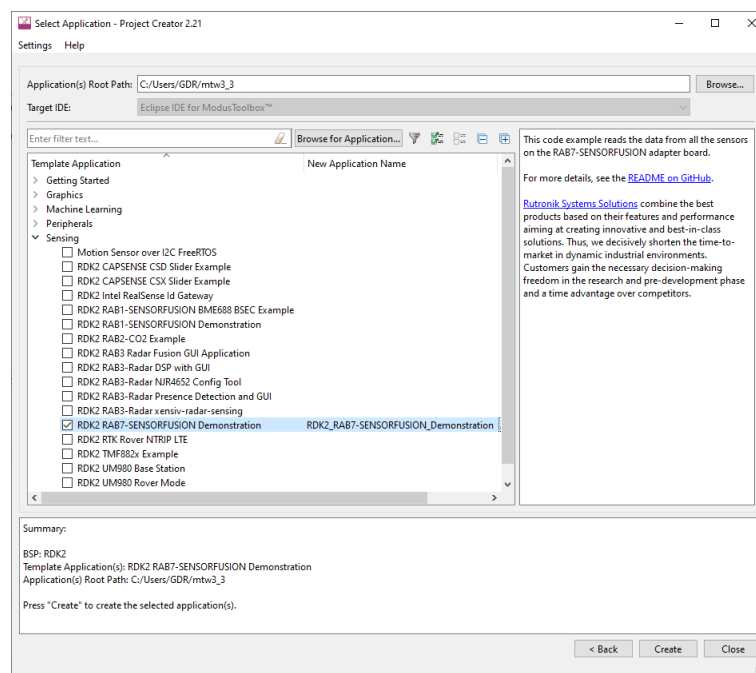 Select Application - Project Creator 2.21
Settings Help
Application(s) Root Path: C:/Users/GDR/mtw3_3 Browse...
Target IDE: Eclipse IDE for ModusToolbox™
Enter filter text... Browse for Application...
Template Application New Application Name
Getting Started
Graphics
Machine Learning
Peripherals
Sensing
Motion Sensor over I2C FreeRTOS
RDK2 CAPSENSE CSD Slider Example
RDK2 CAPSENSE CSX Slider Example
RDK2 Intel RealSense Id Gateway
RDK2 RAB1-SENSORFUSION BME688 BSEC Example
RDK2 RAB1-SENSORFUSION Demonstration
RDK2 RAB2-CO2 Example
RDK2 RAB3 Radar Fusion GUI Application
RDK2 RAB3-Radar DSP with GUI
RDK2 RAB3-Radar NJR4652 Config Tool
RDK2 RAB3-Radar Presence Detection and GUI
RDK2 RAB3-Radar xensiv-radar-sensing
RDK2 RAB7-SENSORFUSION Demonstration RDK2_RAB7-SENSORFUSION_Demonstration
RDK2 RTK Rover NTRIP LTE
RDK2 TMF882x Example
RDK2 UM980 Base Station
RDK2 UM980 Rover Mode
This code example reads the data from all the sensors
on the RAB7-SENSORFUSION adapter board.
For more details, see the README on GitHub.
Rutronik Systems Solutions combine the best
products based on their features and performance
aiming at creating innovative and best-in-class
solutions. Thus, we decisively shorten the time-to-
market in dynamic industrial environments.
Customers gain the necessary decision-making
freedom in the research and pre-development phase
and a time advantage over competitors.
Summary:
BSP: RDK2
Template Application(s): RDK2 RAB7-SENSORFUSION Demonstration
Application(s) Root Path: C:/Users/GDR/mtw3_3
Press "Create" to create the selected application(s).
< Back Create Close